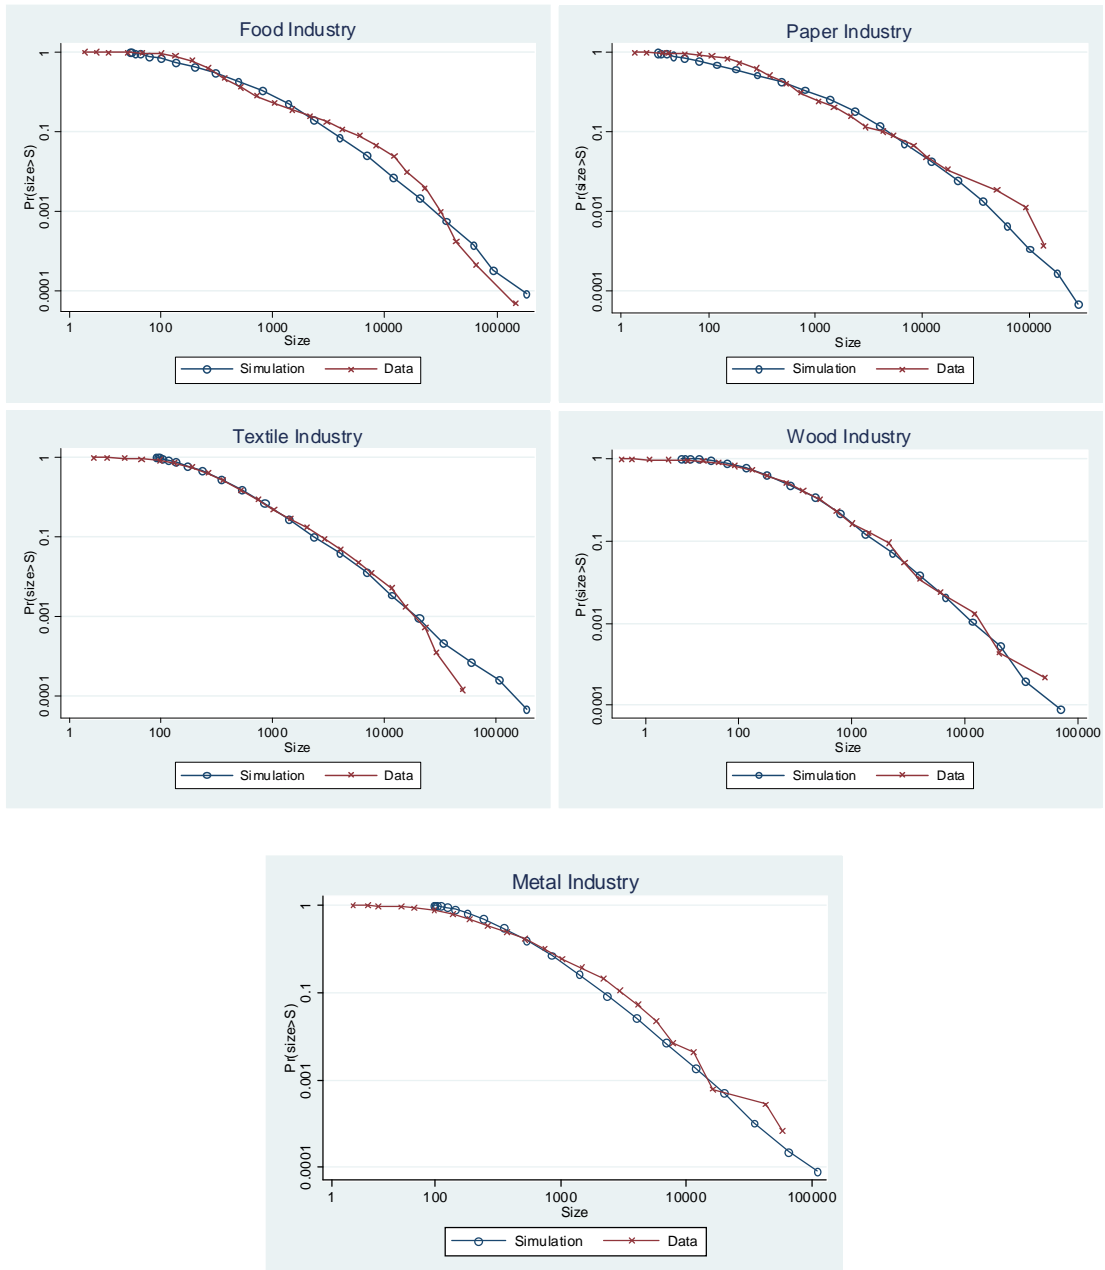 Food Industry
Pr(size>S)
1
0.1
0.001
0.0001
1 100 1000 10000 100000
Size
Simulation Data
Paper Industry
Pr(size>S)
1
0.1
0.001
0.0001
1 100 1000 10000 100000
Size
Simulation Data
Textile Industry
Pr(size>S)
1
0.1
0.001
0.0001
1 100 1000 10000 100000
Size
Simulation Data
Wood Industry
Pr(size>S)
1
0.1
0.001
0.0001
1 100 1000 10000 100000
Size
Simulation Data
Metal Industry
Pr(size>S)
1
0.1
0.001
0.0001
1 100 1000 10000 100000
Size
Simulation Data